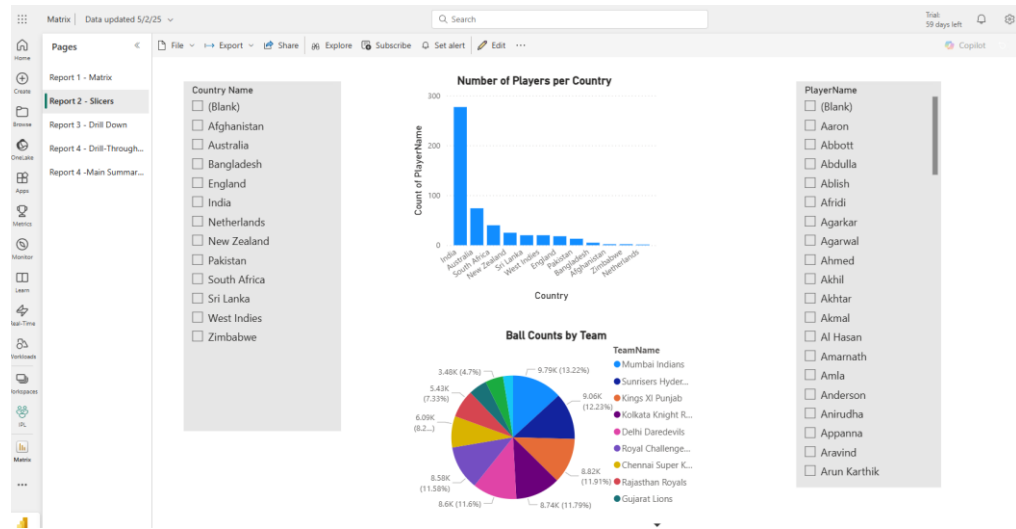 Matrix | Data updated 5/2/25
Search
Trial:
59 days left
Home
Create
Browse
OneLake
Apps
Metrics
Monitor
Learn
Real-Time
Workloads
Workspaces
IPL
Matrix
Pages
Report 1 - Matrix
Report 2 - Slicers
Report 3 - Drill Down
Report 4 - Drill-Through...
Report 4 -Main Summar...
File Export Share Explore Subscribe Set alert Edit ...
Copilot
Country Name
(Blank)
Afghanistan
Australia
Bangladesh
England
India
Netherlands
New Zealand
Pakistan
South Africa
Sri Lanka
West Indies
Zimbabwe
Number of Players per Country
Count of PlayerName
300
200
100
0
India
Australia
South Africa
New Zealand
Sri Lanka
West Indies
England
Pakistan
Bangladesh
Afghanistan
Zimbabwe
Netherlands
Country
Ball Counts by Team
9.79K (13.22%)
9.06K
(12.23%)
8.82K
(11.91%)
8.74K (11.79%)
8.6K (11.6%)
8.58K
(11.58%)
6.09K
(8.2...)
5.43K
(7.33%)
3.48K (4.7%)
TeamName
Mumbai Indians
Sunrisers Hyder...
Kings XI Punjab
Kolkata Knight R...
Delhi Daredevils
Royal Challenge...
Chennai Super K...
Rajasthan Royals
Gujarat Lions
PlayerName
(Blank)
Aaron
Abbott
Abdulla
Ablish
Afridi
Agarkar
Agarwal
Ahmed
Akhil
Akhtar
Akmal
Al Hasan
Amarnath
Amla
Anderson
Anirudha
Appanna
Aravind
Arun Karthik